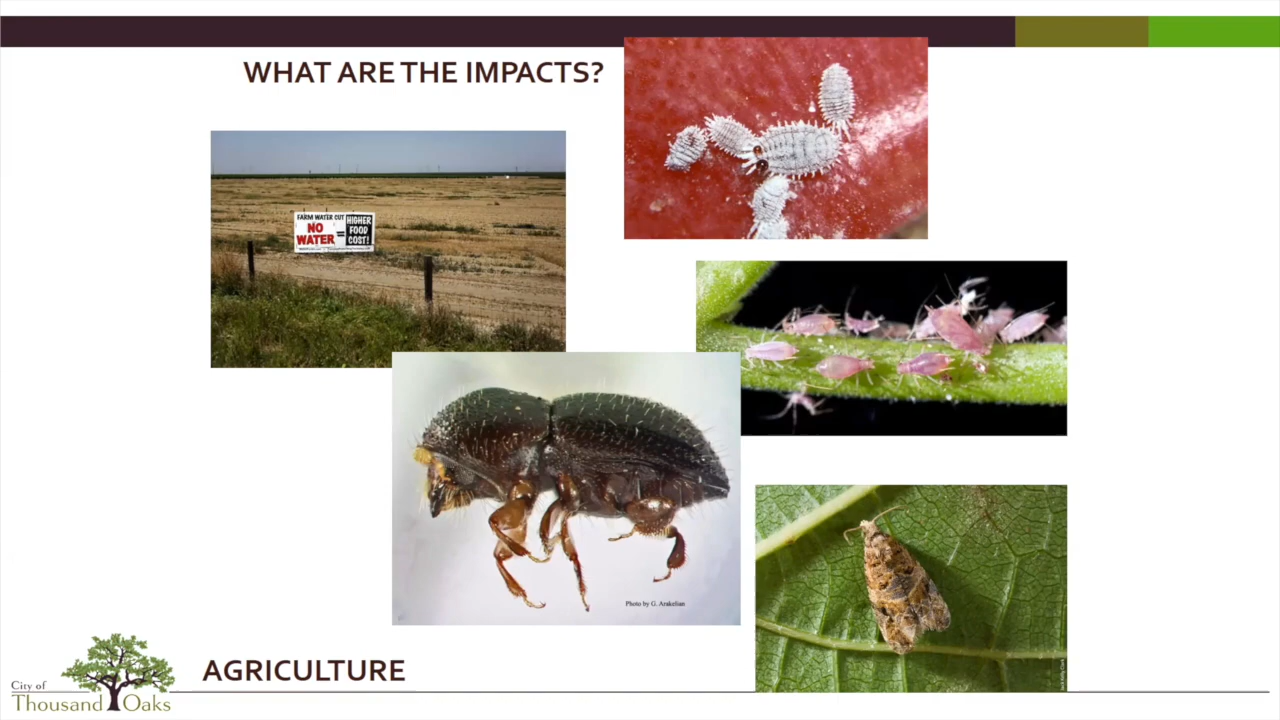 WHAT ARE THE IMPACTS?
FARM WATER CUT
NO
WATER
=
HIGHER
FOOD
COST!
Photo by G. Arakelian
AGRICULTURE
City of
Thousand Oaks